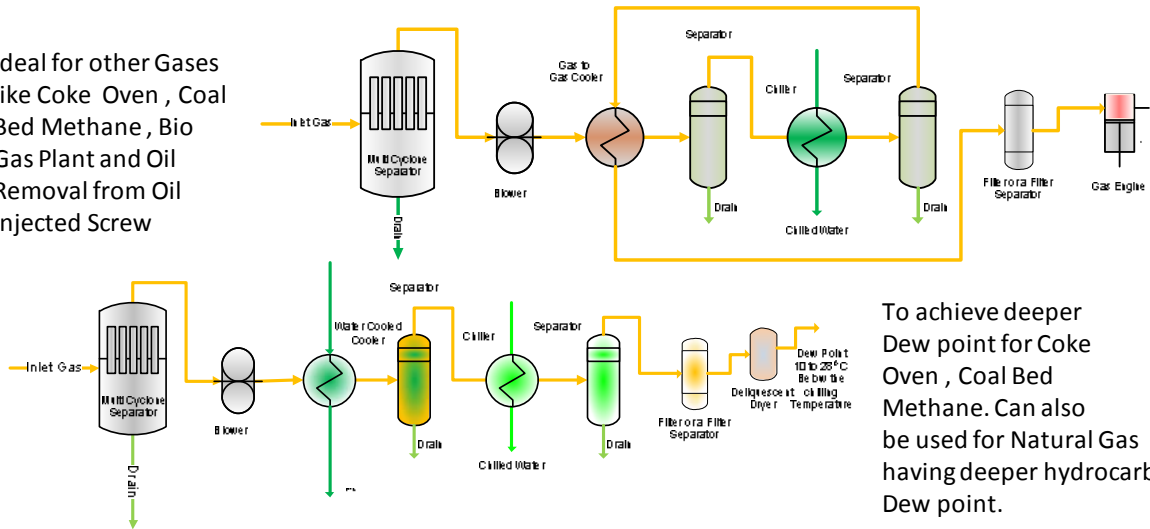 deal for other Gases
ike Coke Oven , Coal
Bed Methane , Bio
Gas Plant and Oil
Removal from Oil
njected Screw
Inlet Gas
Multi Cyclone
Separator
Drain
Blower
Gas to
Gas Cooler
Separator
Drain
Chiller
Chilled Water
Separator
Drain
Filter or a Filter
Separator
Gas Engine
Inlet Gas
Multi Cyclone
Separator
Drain
Blower
Water Cooled
Cooler
Separator
Drain
Chiller
Chilled Water
Separator
Drain
Filter or a Filter
Separator
Deliquescent
Dryer
Dew Point
10 to 28°C
Below the
chilling
Temperature
To achieve deeper
Dew point for Coke
Oven , Coal Bed
Methane. Can also
be used for Natural Gas
having deeper hydrocarb
Dew point.